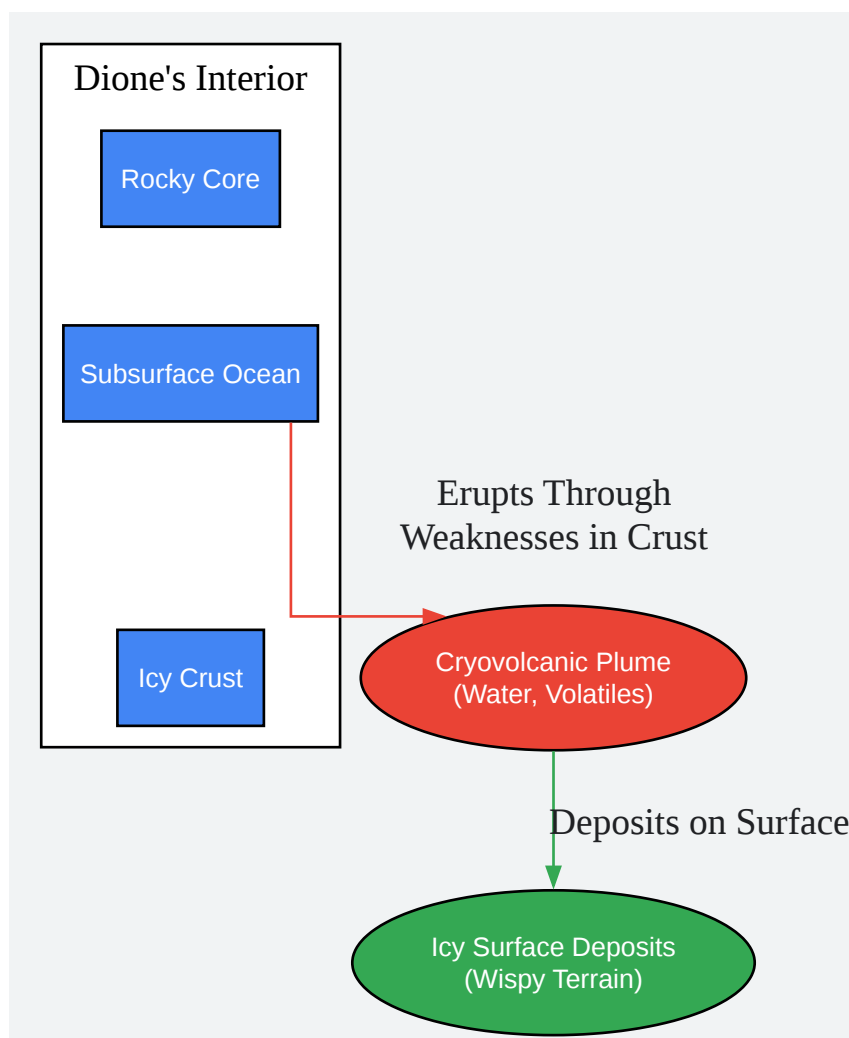 Dione's Interior
Rocky Core
Subsurface Ocean
Erupts Through
Weaknesses in Crust
Icy Crust
Cryovolcanic Plume
(Water, Volatiles)
Deposits on Surface
Icy Surface Deposits
(Wispy Terrain)